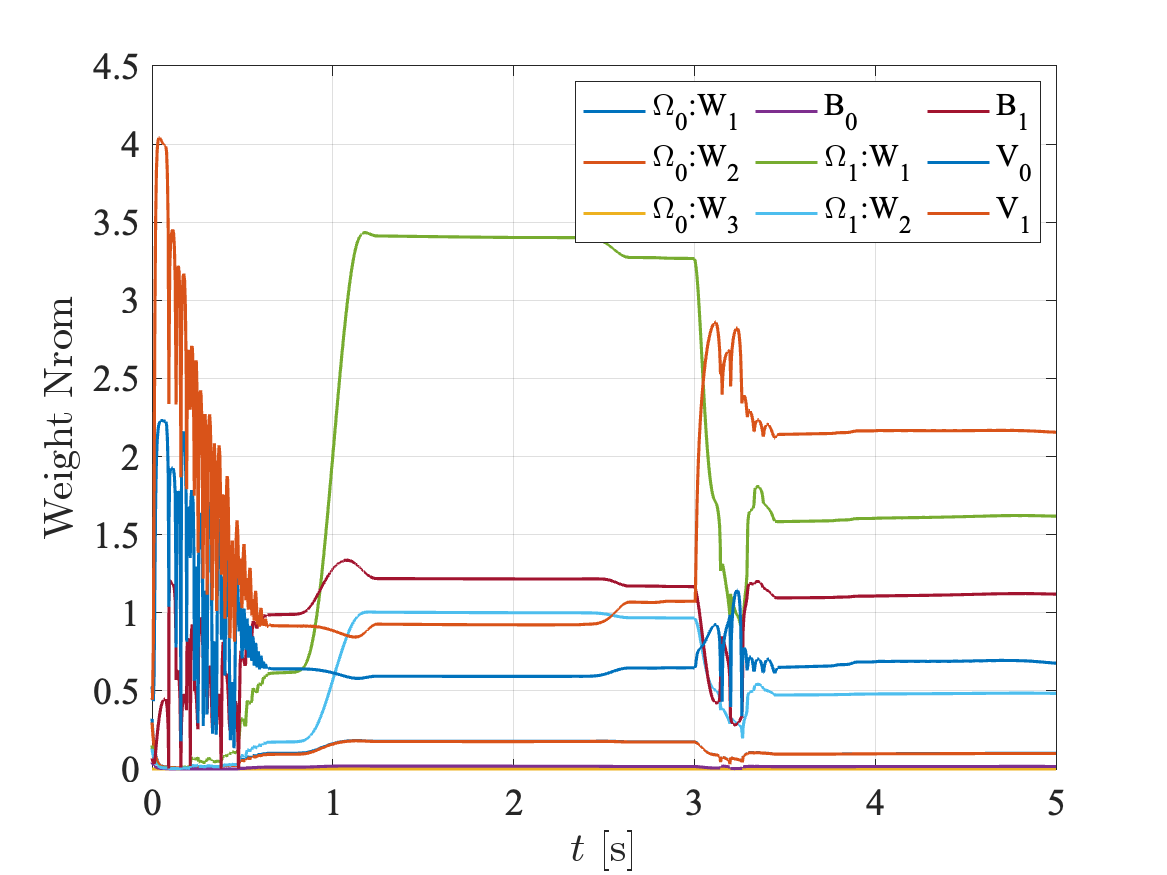 4.5
4
3.5
3
2.5
2
1.5
1
0.5
0
Weight Nrom
Ω₀:W₁ B₀ B₁
Ω₀:W₂ Ω₁:W₁ V₀
Ω₀:W₃ Ω₁:W₂ V₁
0 1 2 3 4 5
t [s]